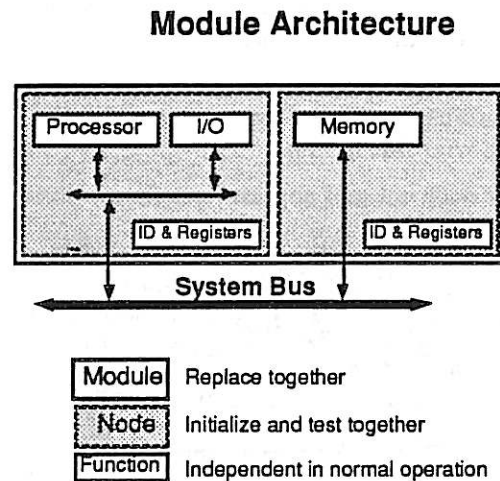 Module Architecture
Processor
I/O
Memory
ID & Registers
ID & Registers
System Bus
Module Replace together
Node Initialize and test together
Function Independent in normal operation